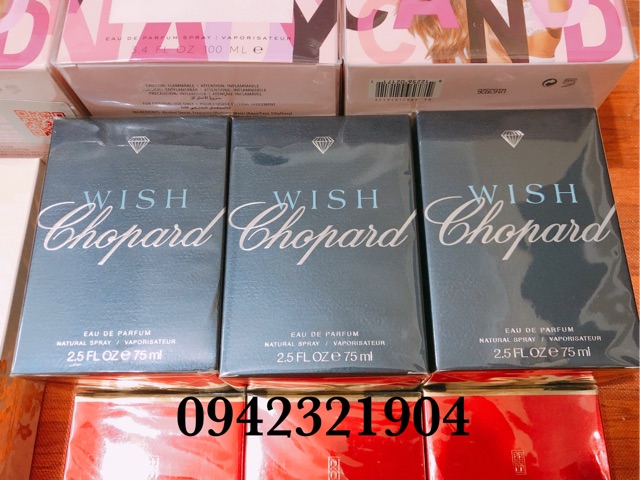 CANDY
EAU DE PARFUM SPRAY / VAPORISATEUR
3.4 FL OZ 100 ML e
WISH
Chopard
EAU DE PARFUM
NATURAL SPRAY / VAPORISATEUR
2.5 FL OZ e 75 ml
WISH
Chopard
EAU DE PARFUM
NATURAL SPRAY / VAPORISATEUR
2.5 FL OZ e 75 ml
WISH
Chopard
EAU DE PARFUM
NATURAL SPRAY / VAPORISATEUR
2.5 FL OZ e 75 ml
0942321904